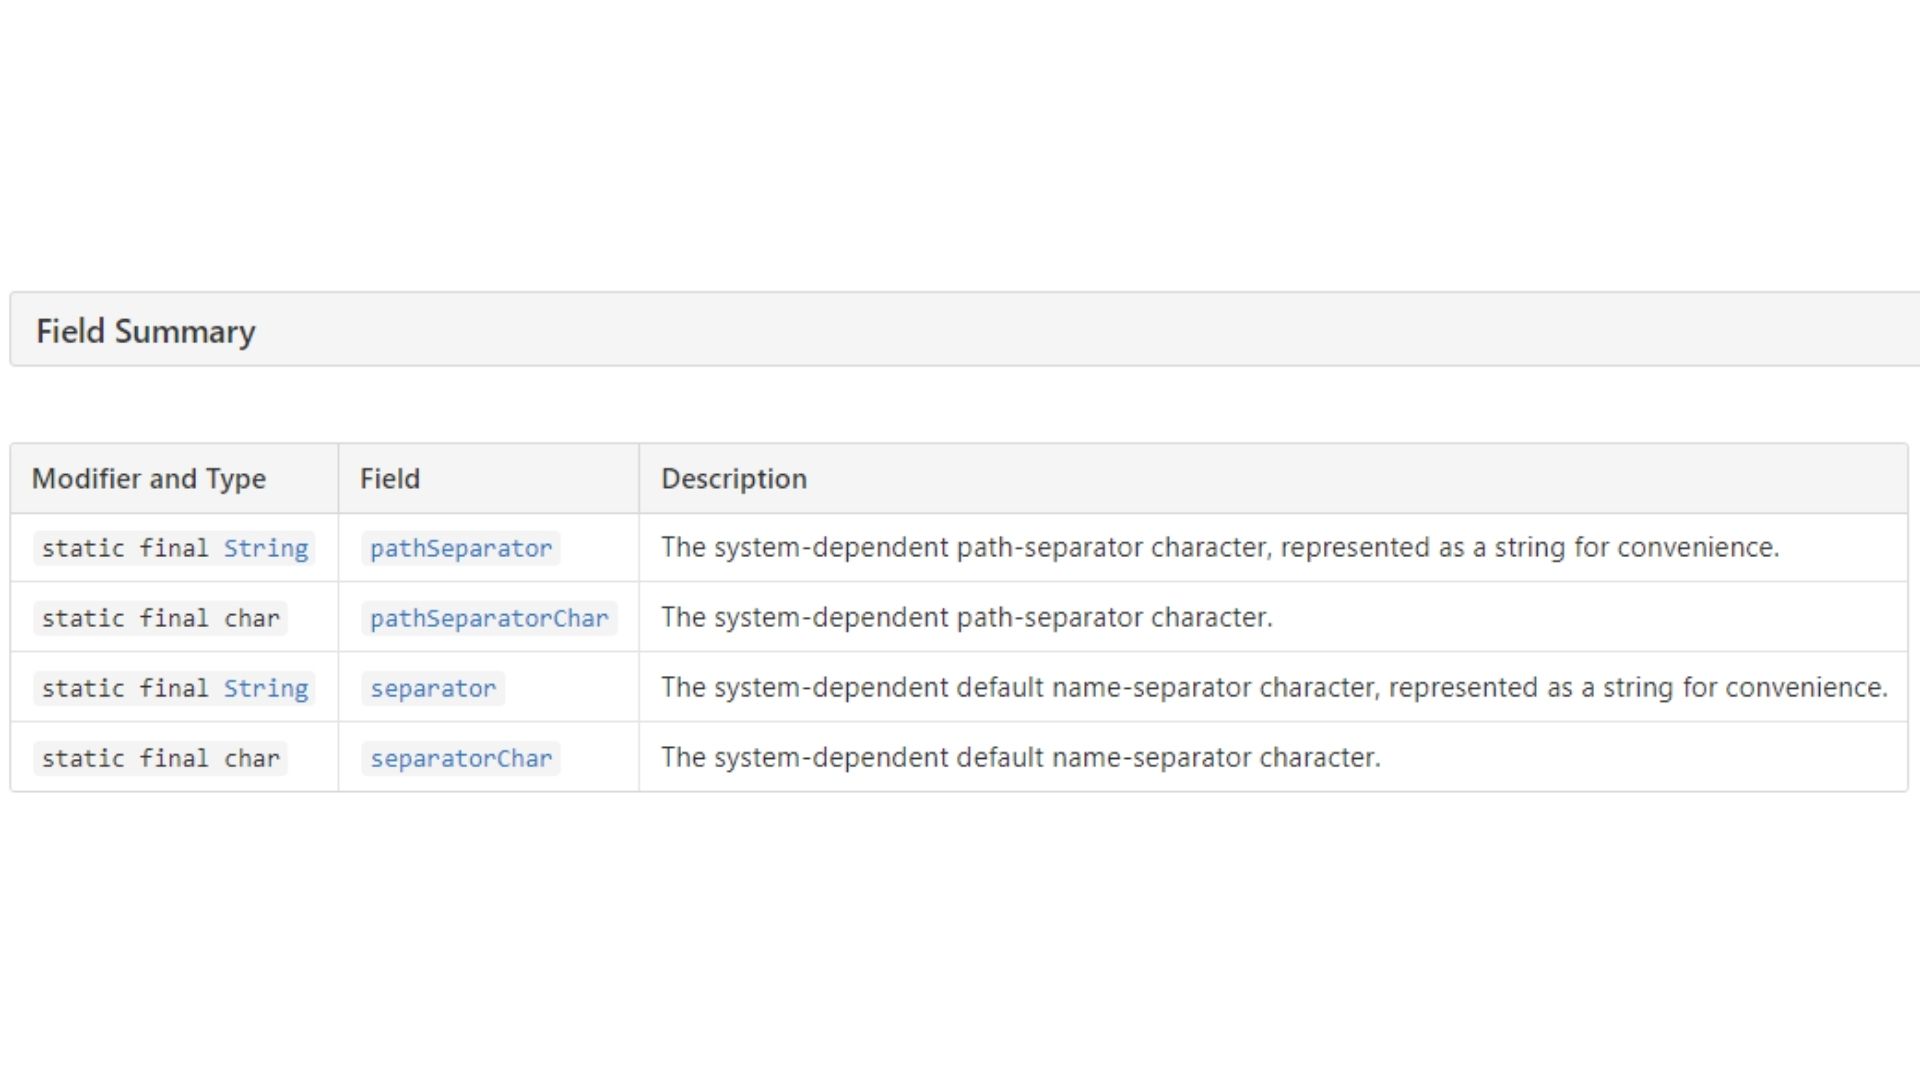 Field Summary
Modifier and Type Field Description
static final String pathSeparator The system-dependent path-separator character, represented as a string for convenience.
static final char pathSeparatorChar The system-dependent path-separator character.
static final String separator The system-dependent default name-separator character, represented as a string for convenience.
static final char separatorChar The system-dependent default name-separator character.